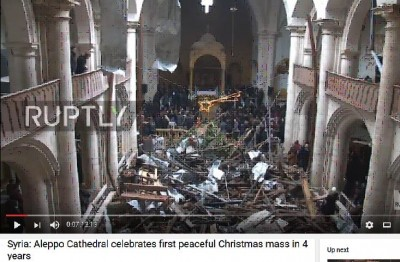 RUPTLY
0:07 / 2:13
Syria: Aleppo Cathedral celebrates first peaceful Christmas mass in 4
years
Up next